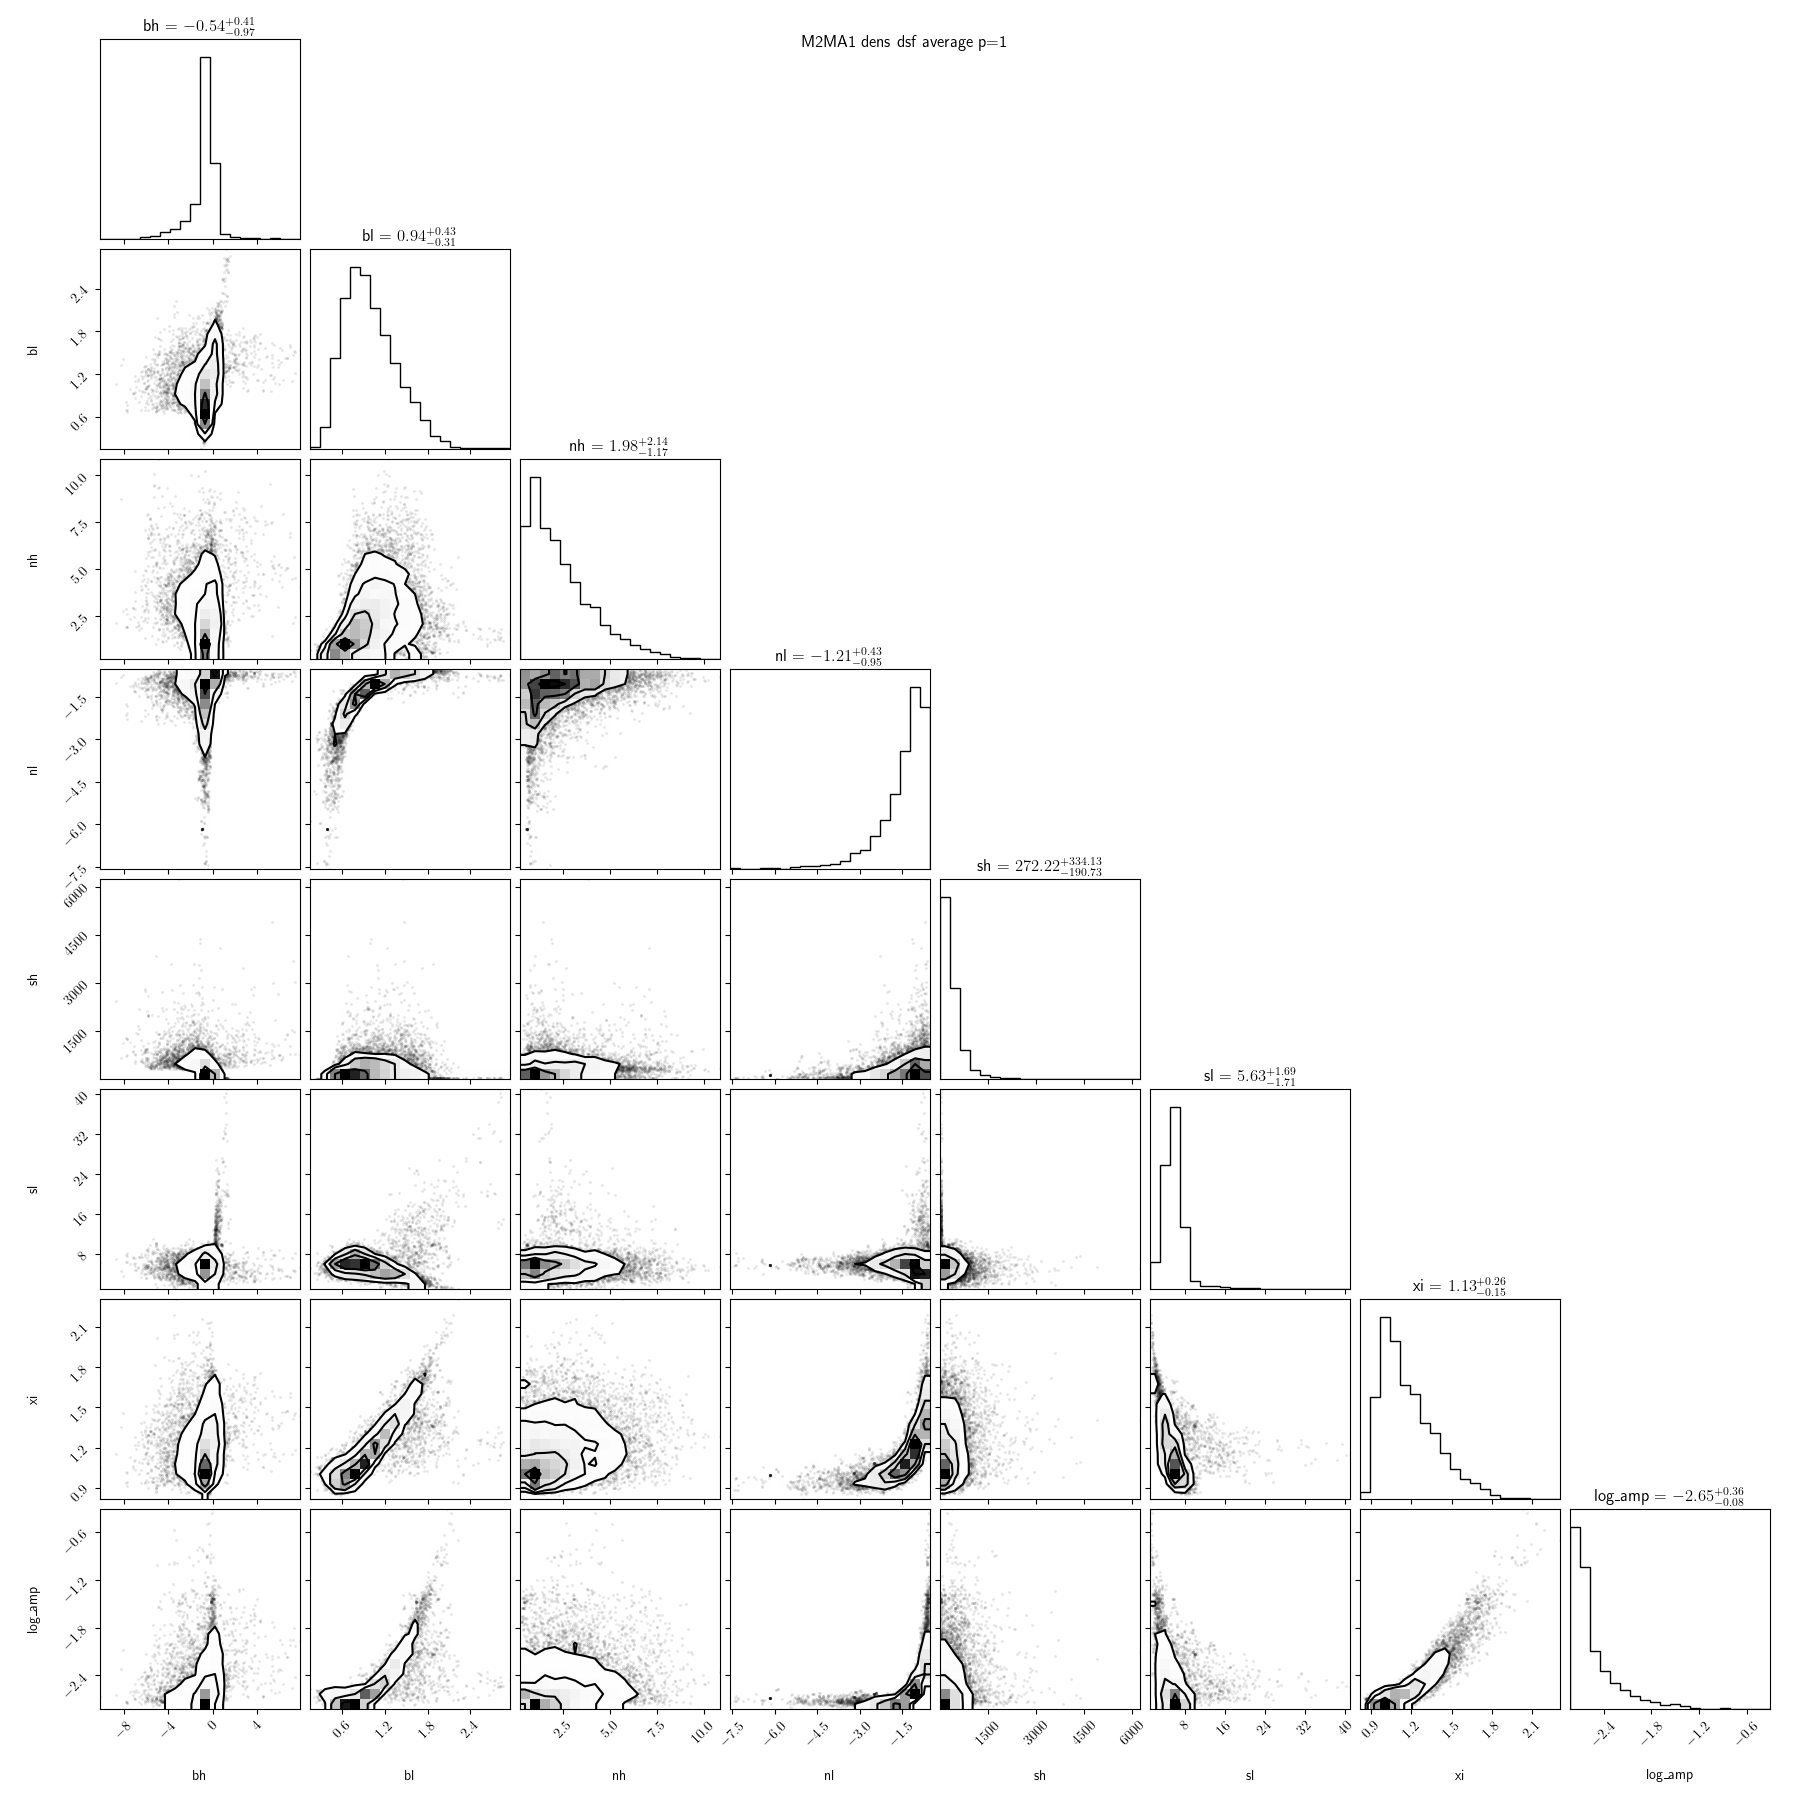 M2MA1 dens dsf average p=1
bh = −0.54 +0.41 −0.97
bl = 0.94 +0.43 −0.31
nh = 1.98 +2.14 −1.17
nl = −1.21 +0.43 −0.95
sh = 272.22 +334.13 −190.73
sl = 5.63 +1.69 −1.71
xi = 1.13 +0.26 −0.15
log_amp = −2.65 +0.36 −0.08
bl
2.4
1.8
1.2
0.6
nh
10.0
7.5
5.0
2.5
nl
−1.5
−3.0
−4.5
−6.0
−7.5
sh
6000
4500
3000
1500
sl
40
32
24
16
8
xi
2.1
1.8
1.5
1.2
0.9
log_amp
−0.6
−1.2
−1.8
−2.4
−8 −4 0 4
0.6 1.2 1.8 2.4
2.5 5.0 7.5 10.0
−7.5 −6.0 −4.5 −3.0 −1.5
1500 3000 4500 6000
8 16 24 32 40
0.9 1.2 1.5 1.8 2.1
−2.4 −1.8 −1.2 −0.6
bh bl nh nl sh sl xi log_amp